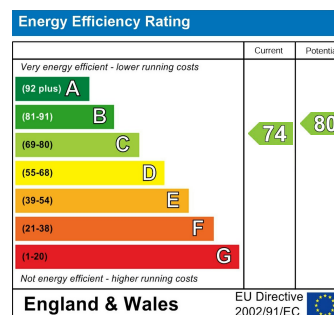 Energy Efficiency Rating
Current Potentia
Very energy efficient - lower running costs
(92 plus) A
(81-91) B
(69-80) C
(55-68) D
(39-54) E
(21-38) F
(1-20) G
74
80
Not energy efficient - higher running costs
England & Wales
EU Directive
2002/91/EC